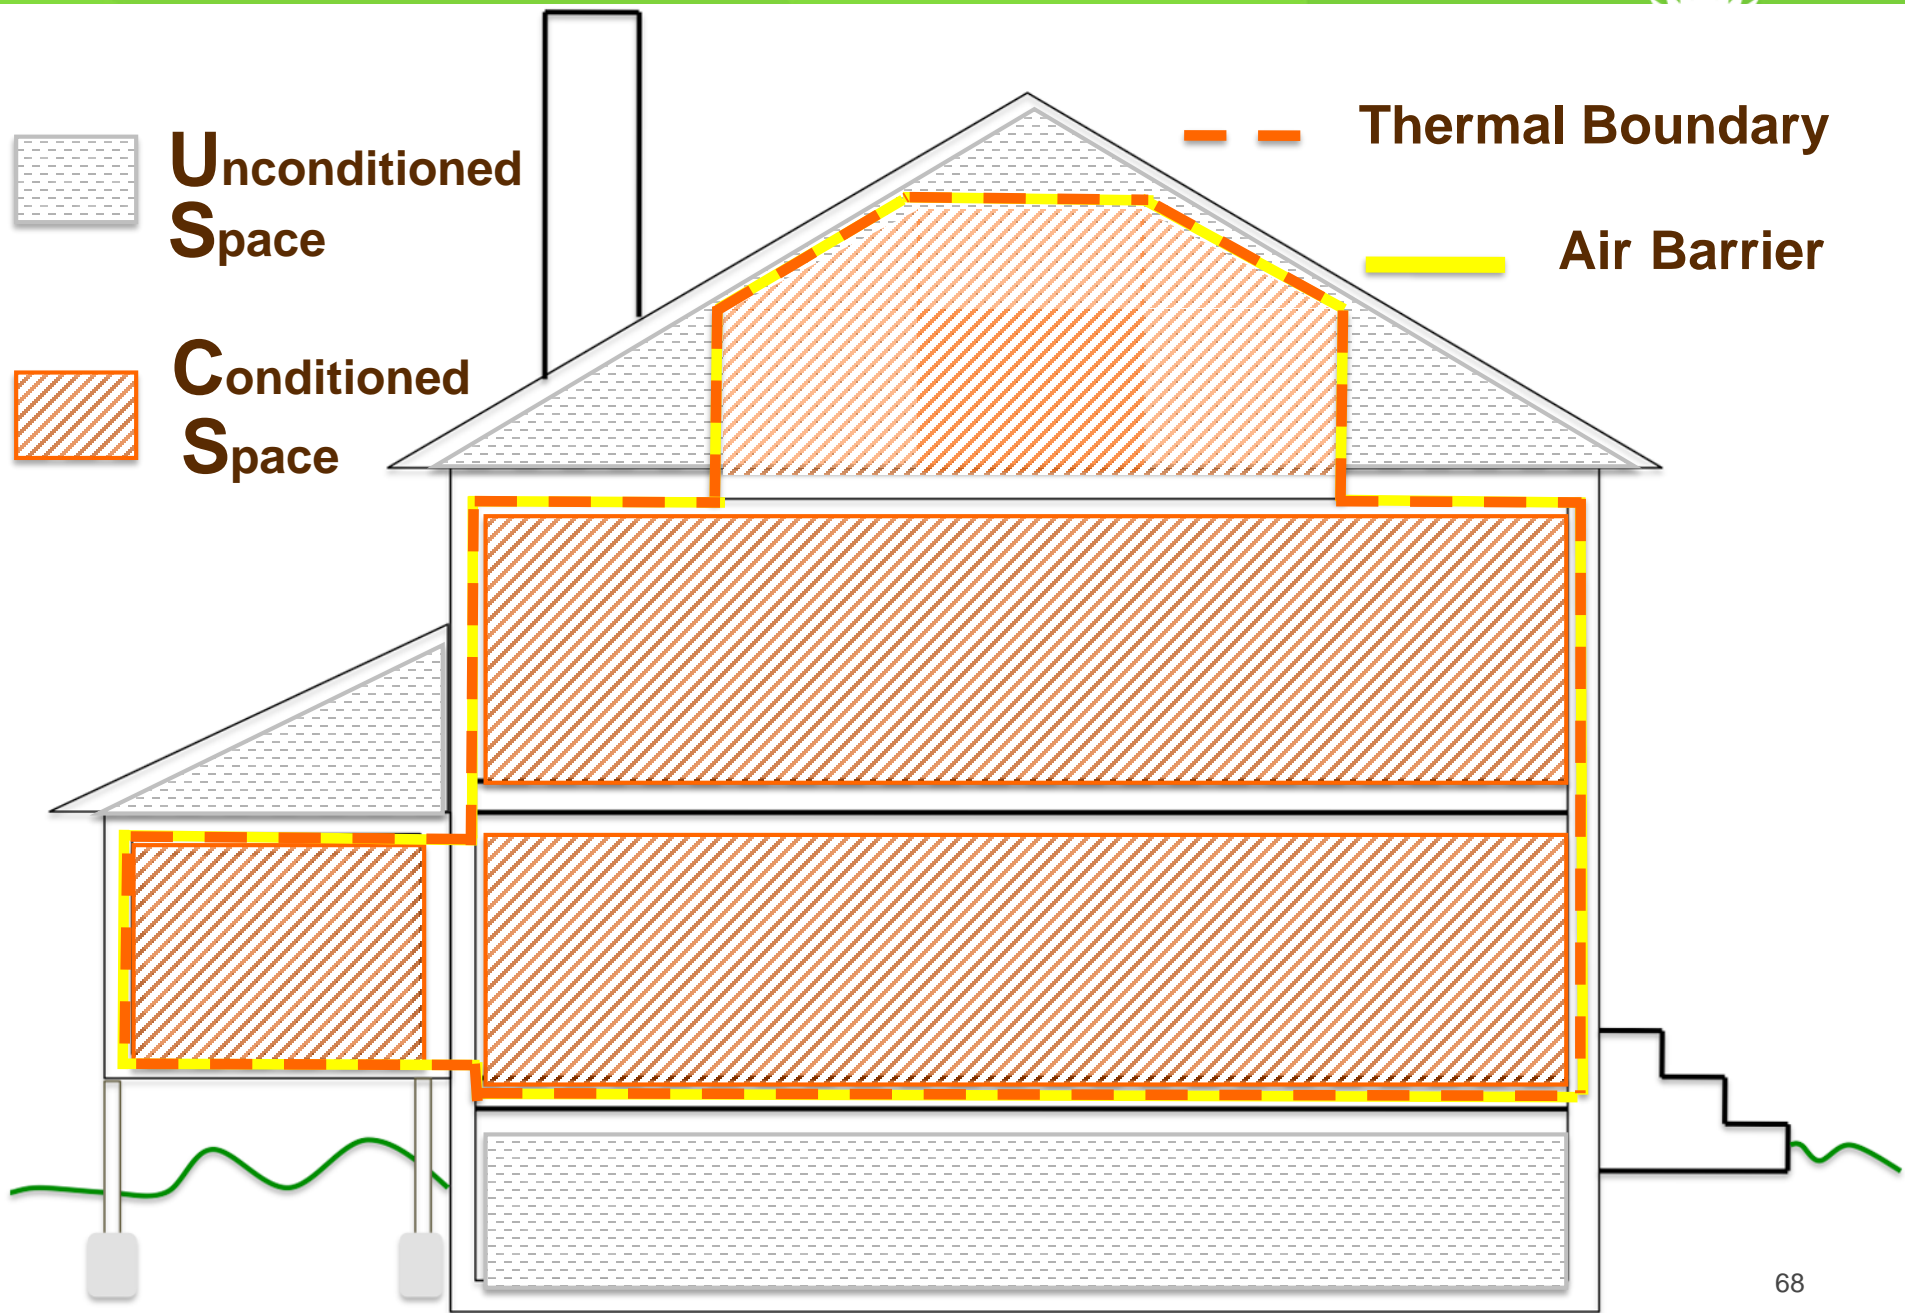 Unconditioned
Space
Conditioned
Space
Thermal Boundary
Air Barrier
68